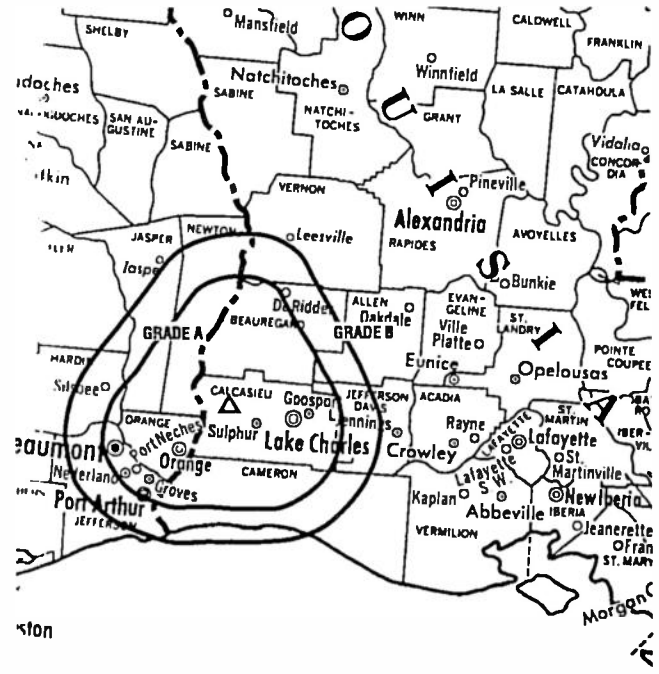 Mansfield
WINN
CALDWELL
SHELBY
FRANKLIN
O
Winnfield
Natchitoches
SABINE
LA SALLE
CATAHOULA
NATCHI-
TOCHES
U
GRANT
SAN AU-
GUSTINE
SABINE
Vidalia
CONCOR-
DIA
VERNON
I
Pineville
Alexandria
RAPIDES
AVOYELLES
JASPER
NEWTON
Leesville
S
Bunkie
DeRidder
ALLEN
Oakdale
EVAN-
GELINE
Ville
Platte
ST.
LANDRY
I
GRADE A
BEAUREGARD
GRADE B
POINTE
COUPEE
Eunice
Opelousas
A
CALCASIEU
Goosport
JEFFERSON
DAVIS
Jennings
ACADIA
Rayne
ST.
MARTIN
ORANGE
Port Neches
Sulphur
Lake Charles
Crowley
LAFAYETTE
Lafayette
Orange
Nederland
Groves
Port Arthur
JEFFERSON
CAMERON
Lafayette
S W
St.
Martinville
Kaplan
Abbeville
New Iberia
IBERIA
VERMILION
Jeanerette
ST. MARY
Morgan